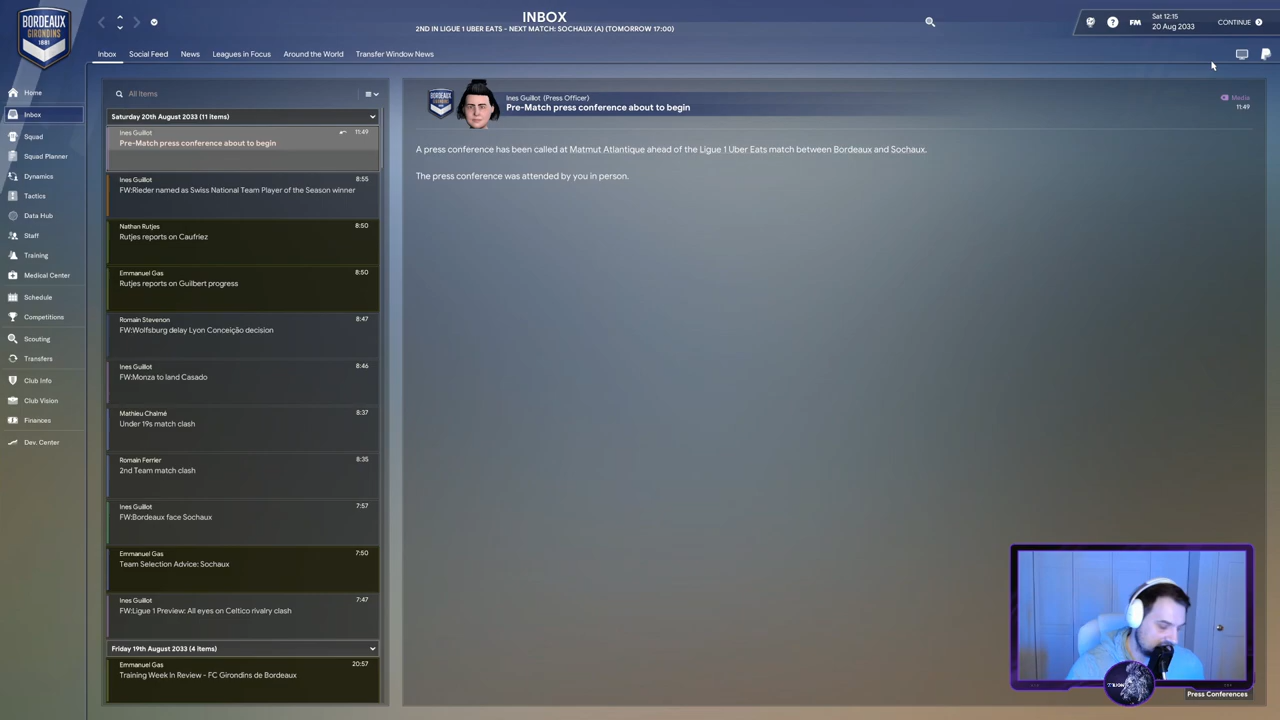 BORDEAUX
GIRONDINS
1881
INBOX
2ND IN LIGUE 1 UBER EATS - NEXT MATCH: SOCHAUX (A) (TOMORROW 17:00)
FM
Sat 12:15
20 Aug 2033
CONTINUE
Inbox
Social Feed
News
Leagues in Focus
Around the World
Transfer Window News
Home
Inbox
Squad
Squad Planner
Dynamics
Tactics
Data Hub
Staff
Training
Medical Center
Schedule
Competitions
Scouting
Transfers
Club Info
Club Vision
Finances
Dev. Center
All Items
Saturday 20th August 2033 (11 items)
Ines Guillot 11:49
Pre-Match press conference about to begin
Ines Guillot 8:55
FW:Rieder named as Swiss National Team Player of the Season winner
Nathan Rutjes 8:50
Rutjes reports on Caufriez
Emmanuel Gas 8:50
Rutjes reports on Guilbert progress
Romain Stevenon 8:47
FW:Wolfsburg delay Lyon Conceição decision
Ines Guillot 8:46
FW:Monza to land Casado
Mathieu Chalmé 8:37
Under 19s match clash
Romain Ferrier 8:35
2nd Team match clash
Ines Guillot 7:57
FW:Bordeaux face Sochaux
Emmanuel Gas 7:50
Team Selection Advice: Sochaux
Ines Guillot 7:47
FW:Ligue 1 Preview: All eyes on Celtico rivalry clash
Friday 19th August 2033 (4 items)
Emmanuel Gas 20:57
Training Week In Review - FC Girondins de Bordeaux
Ines Guillot (Press Officer)
Pre-Match press conference about to begin
Media
11:49
A press conference has been called at Matmut Atlantique ahead of the Ligue 1 Uber Eats match between Bordeaux and Sochaux.
The press conference was attended by you in person.
Press Conferences